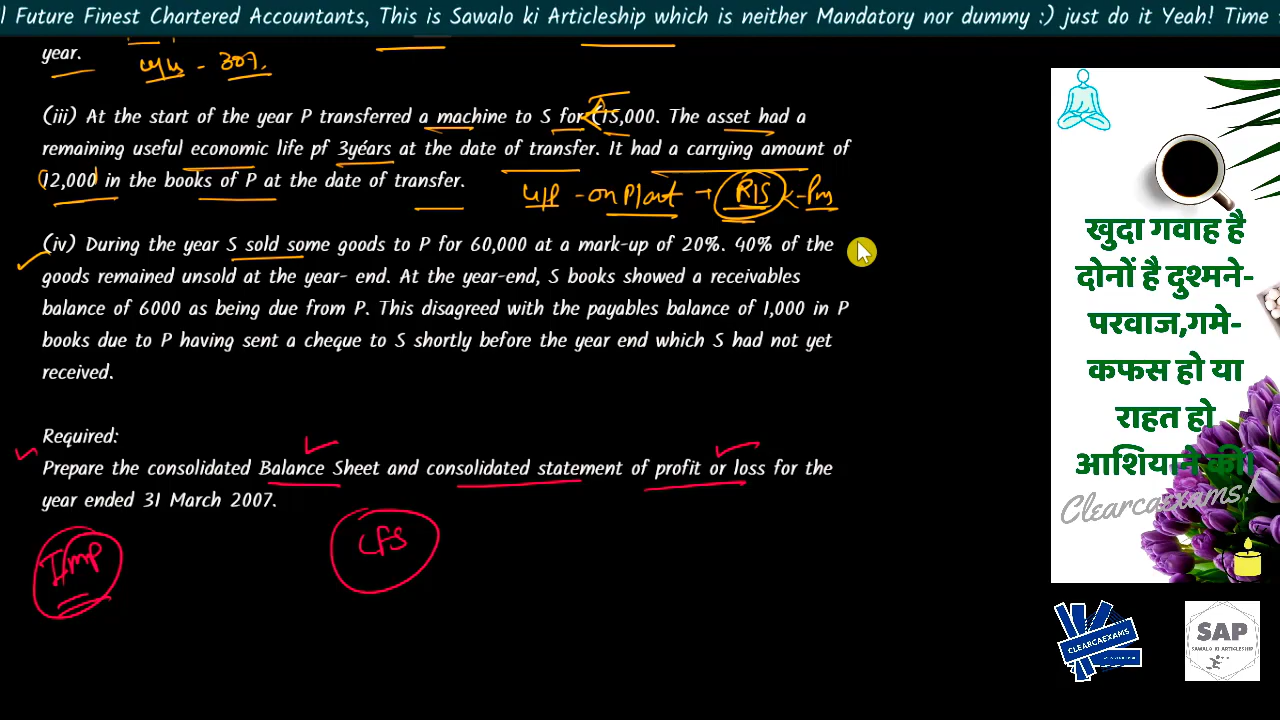 l Future Finest Chartered Accountants, This is Sawalo ki Articleship which is neither Mandatory nor dummy :) just do it Yeah! Time
year.
w/u - 30%.
(iii) At the start of the year P transferred a machine to S for (15,000. The asset had a
remaining useful economic life pf 3years at the date of transfer. It had a carrying amount of
12,000 in the books of P at the date of transfer.
U/P - on P/out → R/S
(iv) During the year S sold some goods to P for 60,000 at a mark-up of 20%. 40% of the
goods remained unsold at the year- end. At the year-end, S books showed a receivables
balance of 6000 as being due from P. This disagreed with the payables balance of 1,000 in P
books due to P having sent a cheque to S shortly before the year end which S had not yet
received.
Required:
Prepare the consolidated Balance Sheet and consolidated statement of profit or loss for the
year ended 31 March 2007.
Imp
CFS
खुदा गवाह है
दोनों है दुश्मने-
परवाज,गमे-
कफस हो या
राहत हो
आशियाने की।
Clearcaexams!
CLEARCAEXAMS
SAP
SAWALO KI ARTICLESHIP